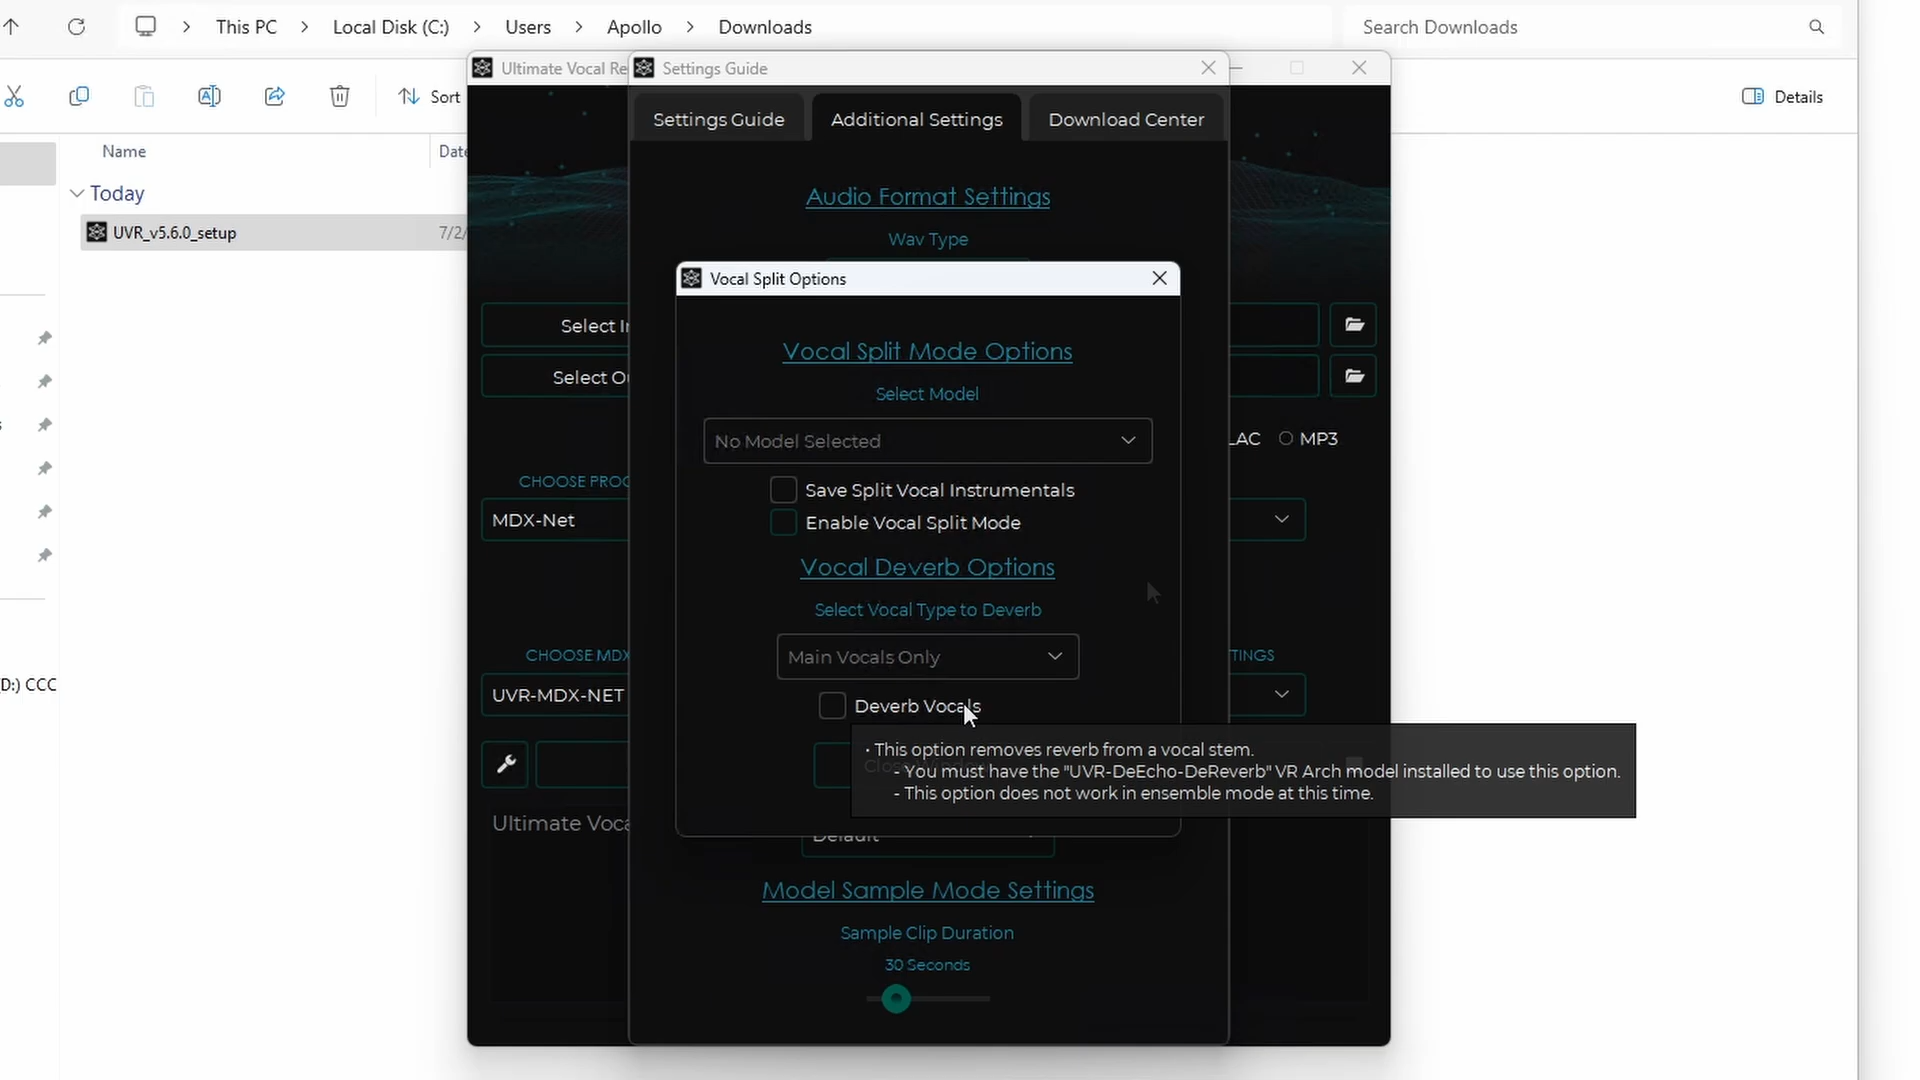 This PC > Local Disk (C:) > Users > Apollo > Downloads
Search Downloads
Sort
Details
Name
Date
Today
UVR_v5.6.0_setup 7/2/
(D:) CCC
Ultimate Vocal Re
Settings Guide
Settings Guide Additional Settings Download Center
Audio Format Settings
Wav Type
Vocal Split Options
Vocal Split Mode Options
Select Model
No Model Selected
Save Split Vocal Instrumentals
Enable Vocal Split Mode
Vocal Deverb Options
Select Vocal Type to Deverb
Main Vocals Only
Deverb Vocals
• This option removes reverb from a vocal stem.
- You must have the "UVR-DeEcho-DeReverb" VR Arch model installed to use this option.
- This option does not work in ensemble mode at this time.
Default
Model Sample Mode Settings
Sample Clip Duration
30 Seconds
Select In
Select Ou
LAC MP3
CHOOSE PROC
MDX-Net
CHOOSE MDX
TINGS
UVR-MDX-NET
Ultimate Voca